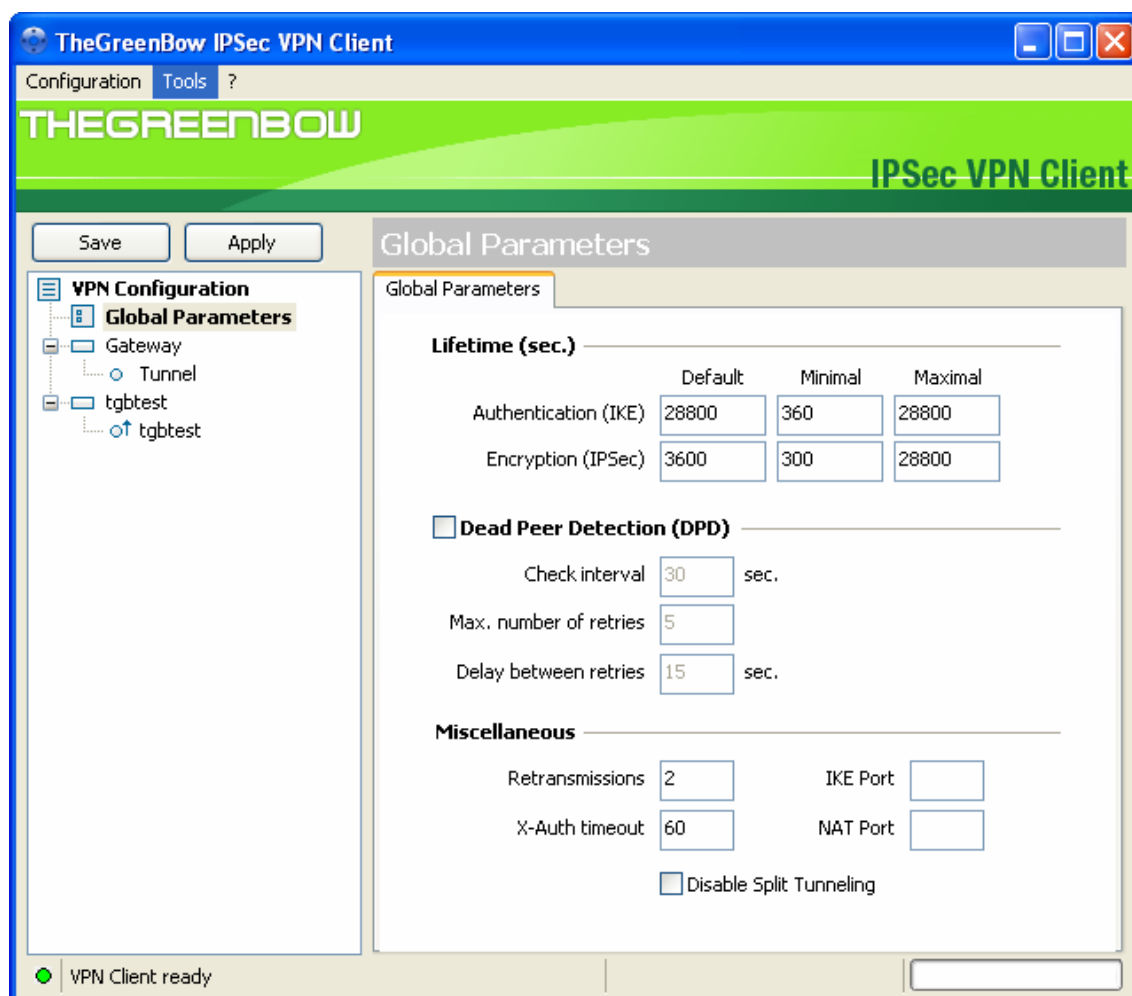 TheGreenBow IPSec VPN Client
Configuration Tools ?
THEGREENBOW
IPSec VPN Client
Save Apply
Global Parameters
VPN Configuration
Global Parameters
Gateway
Tunnel
tgbtest
tgbtest
Global Parameters
Lifetime (sec.)
Default Minimal Maximal
Authentication (IKE) 28800 360 28800
Encryption (IPSec) 3600 300 28800
Dead Peer Detection (DPD)
Check interval 30 sec.
Max. number of retries 5
Delay between retries 15 sec.
Miscellaneous
Retransmissions 2 IKE Port
X-Auth timeout 60 NAT Port
Disable Split Tunneling
VPN Client ready